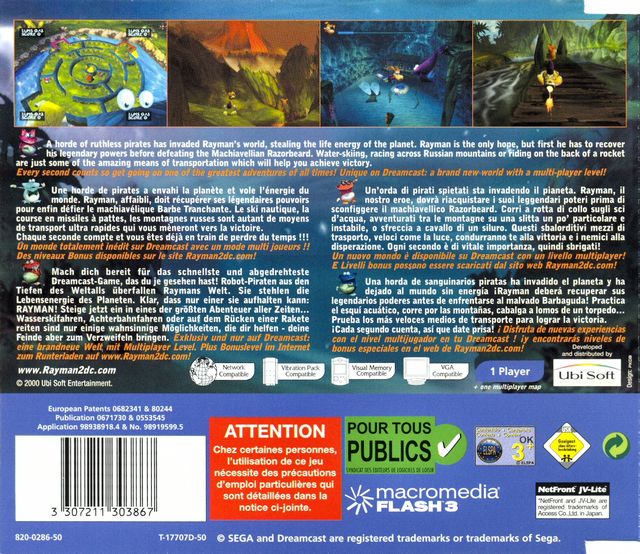 LUMS 0/5
SCORE 0
LUMS 0/5
SCORE 0
A horde of ruthless pirates has invaded Rayman's world, stealing the life energy of the planet. Rayman is the only hope, but first he has to recover
his legendary powers before defeating the Machiavellian Razorbeard. Water-skiing, racing across Russian mountains or riding on the back of a rocket
are just some of the amazing means of transportation which will help you achieve victory.
Every second counts so get going on one of the greatest adventures of all times! Unique on Dreamcast: a brand new-world with a multi-player level!
Une horde de pirates a envahi la planète et vole l'énergie du
monde. Rayman, affaibli, doit récupérer ses légendaires pouvoirs
pour enfin défier le machiavélique Barbe Tranchante. Le ski nautique, la
course en missiles à pattes, les montagnes russes sont autant de moyens
de transport ultra rapides qui vous mèneront vers la victoire.
Chaque seconde compte et vous êtes déjà en train de perdre du temps !!!
Un monde totalement inédit sur Dreamcast avec un mode multi joueurs !!
Des niveaux Bonus disponibles sur le site Rayman2dc.com!
Mach dich bereit für das schnellste und abgedrehteste
Dreamcast-Game, das du je gesehen hast! Robot-Piraten aus den
Tiefen des Weltalls überfallen Raymans Welt. Sie stehlen die
Lebensenergie des Planeten. Klar, dass nur einer sie aufhalten kann:
RAYMAN! Steige jetzt ein in eines der größten Abenteuer aller Zeiten...
Wasserskifahren, Achterbahnfahren oder auf dem Rücken einer Rakete
reiten sind nur einige wahnsinnige Möglichkeiten, die dir helfen - deine
Feinde aber zum Verzweifeln bringen. Exklusiv und nur auf Dreamcast:
eine brandneue Welt mit Multiplayer Level. Plus Bonuslevel im Internet
zum Runterladen auf www.Rayman2dc.com!
Un'orda di pirati spietati sta invadendo il pianeta. Rayman, il
nostro eroe, dovrà riacquistare i suoi leggendari poteri prima di
sconfiggere il machiavellico Razorbeard. Corri a rotta di collo sugli sci
d'acqua, avventurati tra le montagne su una slitta un po' particolare e
instabile, o sfreccia a cavallo di un siluro. Questi sbalorditivi mezzi di
trasporto, veloci come la luce, condurranno te alla vittoria e i nemici alla
disperazione. Ogni secondo è di vitale importanza, quindi sbrigati!
Un nuovo mondo è disponibile su Dreamcast con un livello multiplayer!
E Livelli bonus possono essere scaricati dal sito web Rayman2dc.com!
Una horda de sanguinarios piratas ha invadido el planeta y ha
dejado al mundo sin energía !Rayman deberá recuperar sus
legendarios poderes antes de enfrentarse al malvado Barbaguda! Practica
el esquí acuático, corre por las montañas, cabalga a lomos de un torpedo...
Prueba los más veloces medios de transporte para lograr la victoria.
¡Cada segundo cuenta, así que date prisa! ¡ Disfruta de nuevas experiencias
con el nivel multijugador en tu Dreamcast ! ¡y encontrarás niveles de
bonus especiales en el web de Rayman2dc.com!
www.Rayman2dc.com
© 2000 Ubi Soft Entertainment.
Network
Compatible
Vibration Pack
Compatible
Visual Memory
Compatible
VGA
Compatible
1 Player
+ one multiplayer map
Developed
and distributed by
Ubi Soft
European Patents 0682341 & 80244
Publication 0671730 & 0553545
Application 98938918.4 & No. 98919599.5
3 307211 303867
820-0286-50
T-17707D-50
ATTENTION
Chez certaines personnes,
l'utilisation de ce jeu
nécessite des précautions
d'emploi particulières qui
sont détaillées dans la
notice ci-jointe.
POUR TOUS
PUBLICS
SYNDICAT DES EDITEURS DE LOGICIELS DE LOISIR
macromedia
FLASH 3
ELSPA
3+
OK
© ELSPA
NetFront JV-Lite
"NetFront and JV-Lite are
registered trademarks of
Access Co.,Ltd. in Japan.
© SEGA and Dreamcast are registered trademarks or trademarks of Sega.